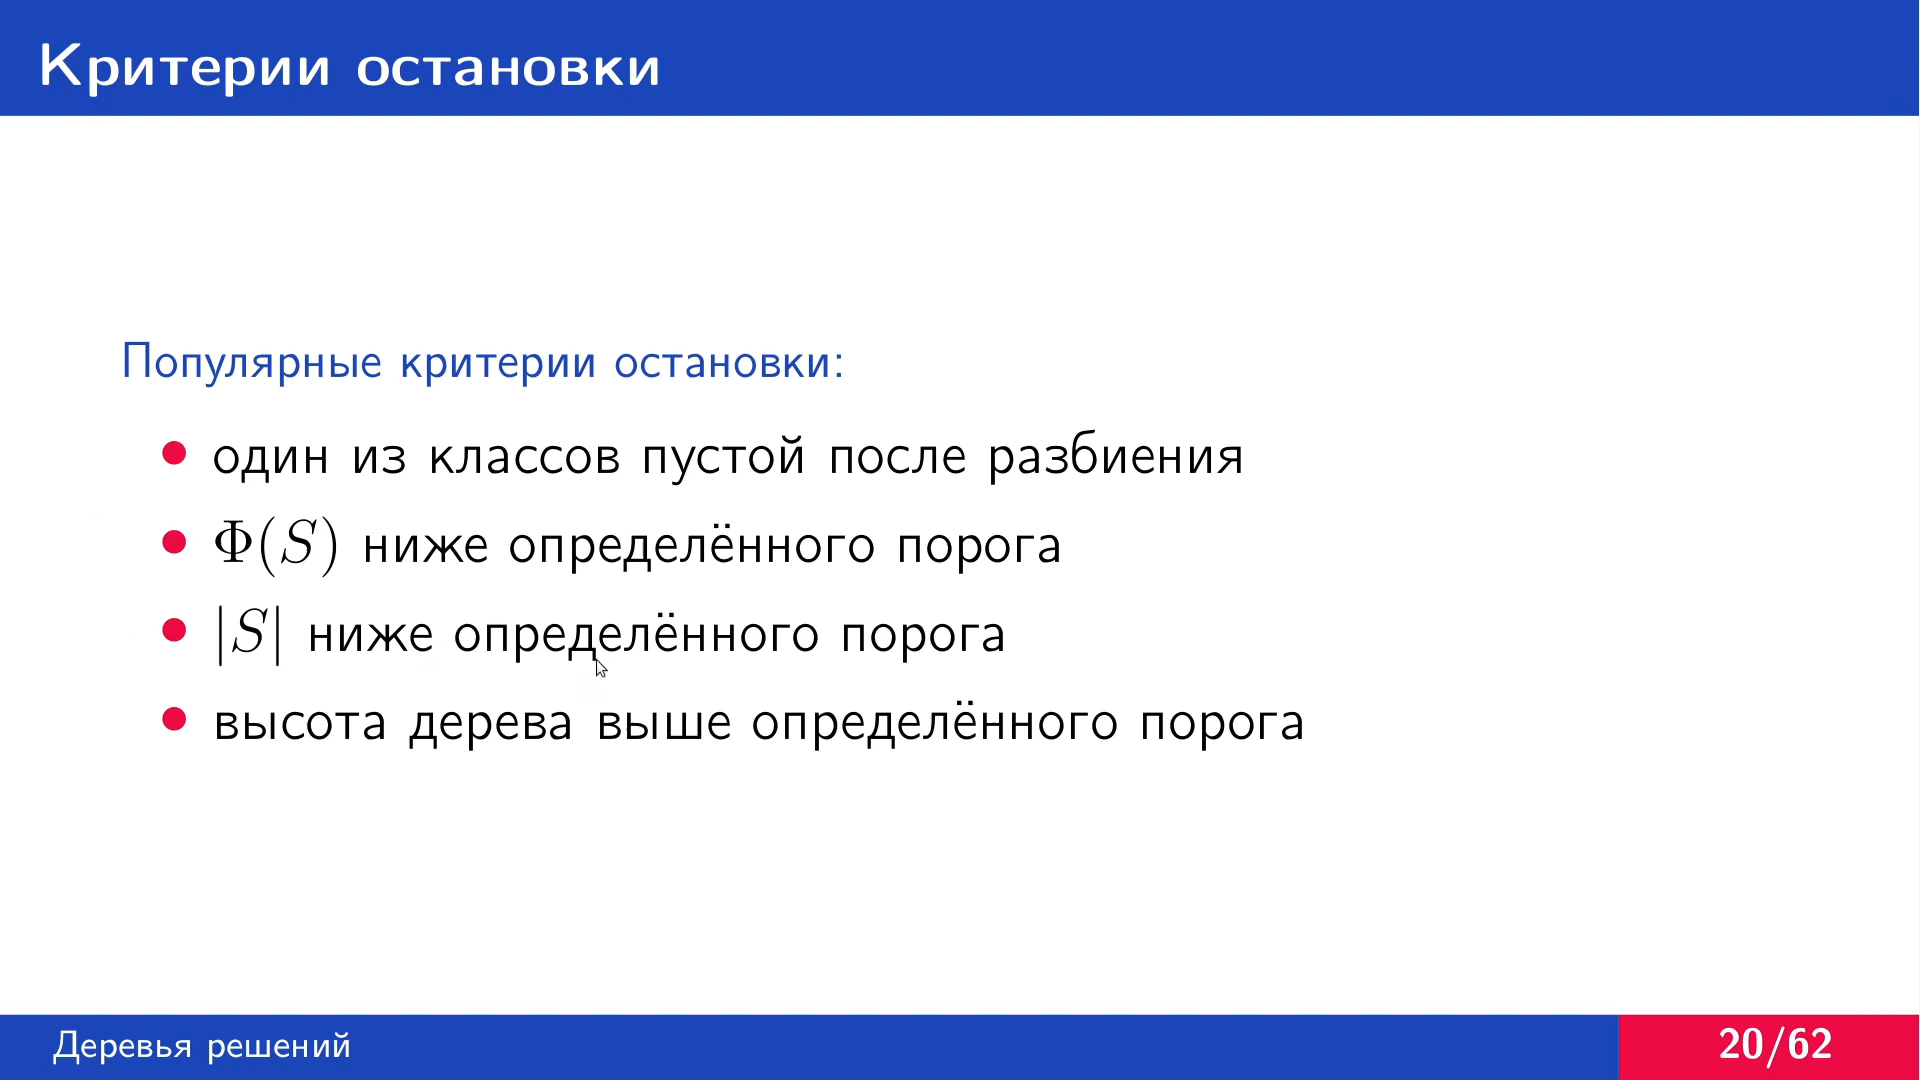 Критерии остановки
Популярные критерии остановки:
• один из классов пустой после разбиения
• Φ(S) ниже определённого порога
• |S| ниже определённого порога
• высота дерева выше определённого порога
Деревья решений
20/62